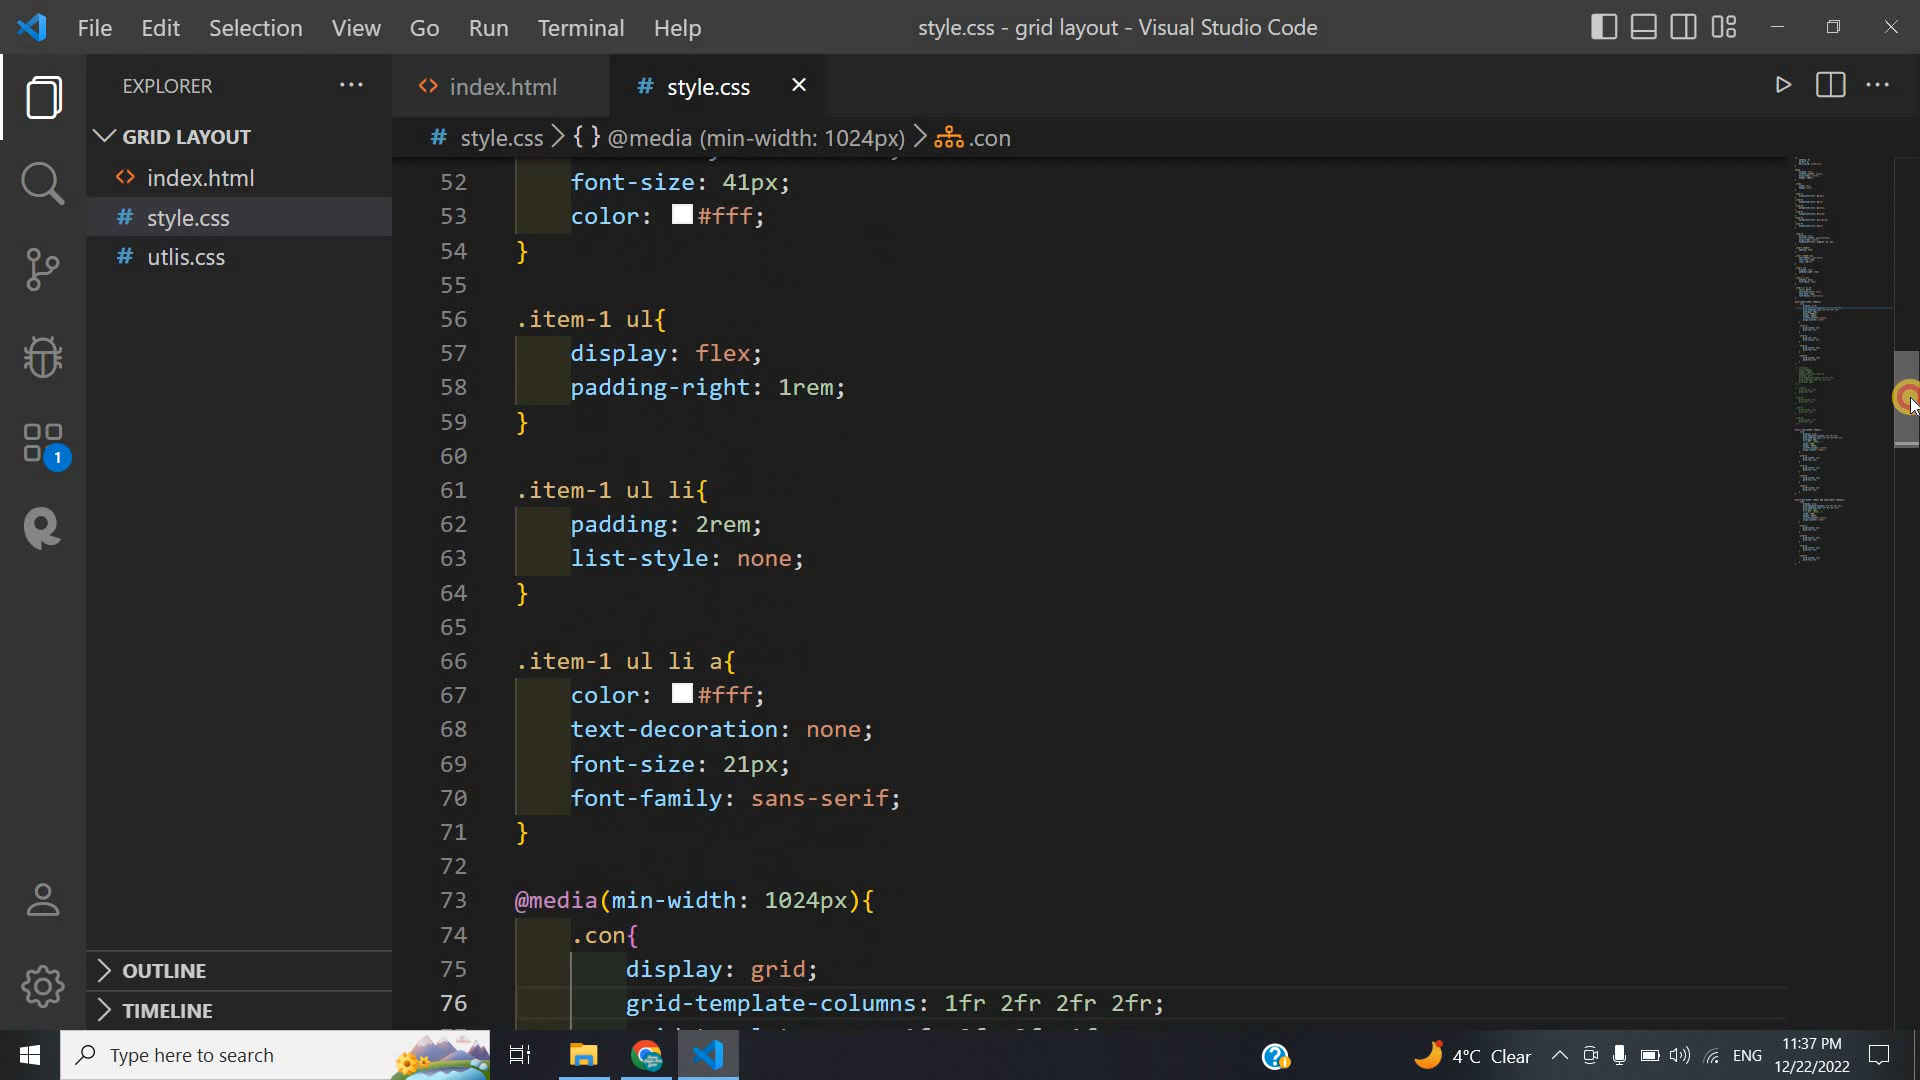 File Edit Selection View Go Run Terminal Help
style.css - grid layout - Visual Studio Code
EXPLORER
GRID LAYOUT
<> index.html
# style.css
# utlis.css
OUTLINE
TIMELINE
1
<> index.html
# style.css
# style.css > { } @media (min-width: 1024px) > .con
52 font-size: 41px;
53 color: #fff;
54 }
55
56 .item-1 ul{
57 display: flex;
58 padding-right: 1rem;
59 }
60
61 .item-1 ul li{
62 padding: 2rem;
63 list-style: none;
64 }
65
66 .item-1 ul li a{
67 color: #fff;
68 text-decoration: none;
69 font-size: 21px;
70 font-family: sans-serif;
71 }
72
73 @media(min-width: 1024px){
74 .con{
75 display: grid;
76 grid-template-columns: 1fr 2fr 2fr 2fr;
Type here to search
4°C Clear
ENG
11:37 PM
12/22/2022